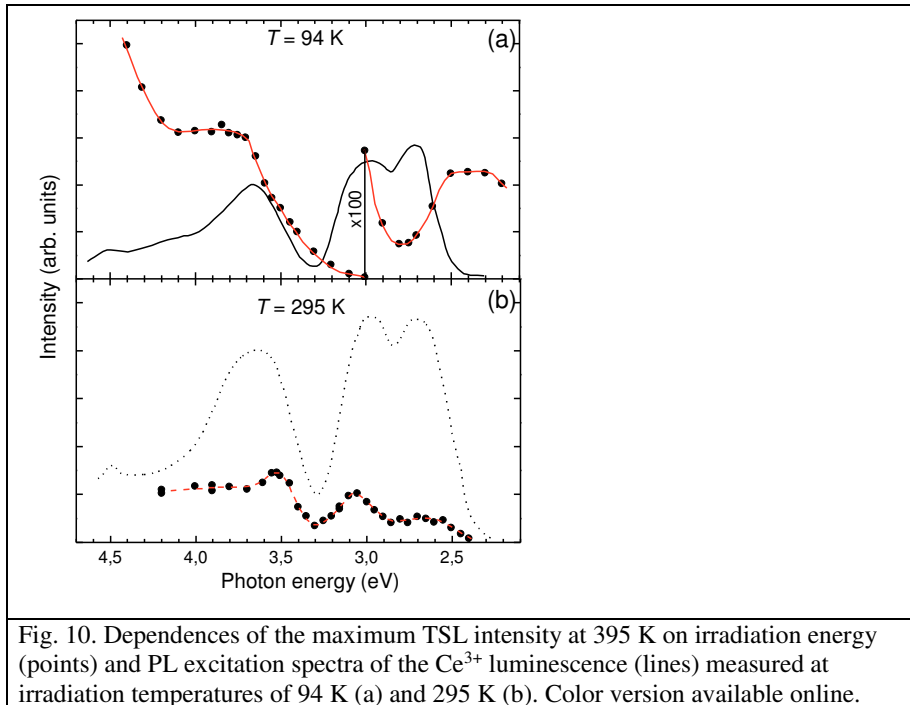 T = 94 K
(a)
x100
Intensity (arb. units)
T = 295 K
(b)
4,5 4,0 3,5 3,0 2,5
Photon energy (eV)
Fig. 10. Dependences of the maximum TSL intensity at 395 K on irradiation energy
(points) and PL excitation spectra of the Ce³⁺ luminescence (lines) measured at
irradiation temperatures of 94 K (a) and 295 K (b). Color version available online.